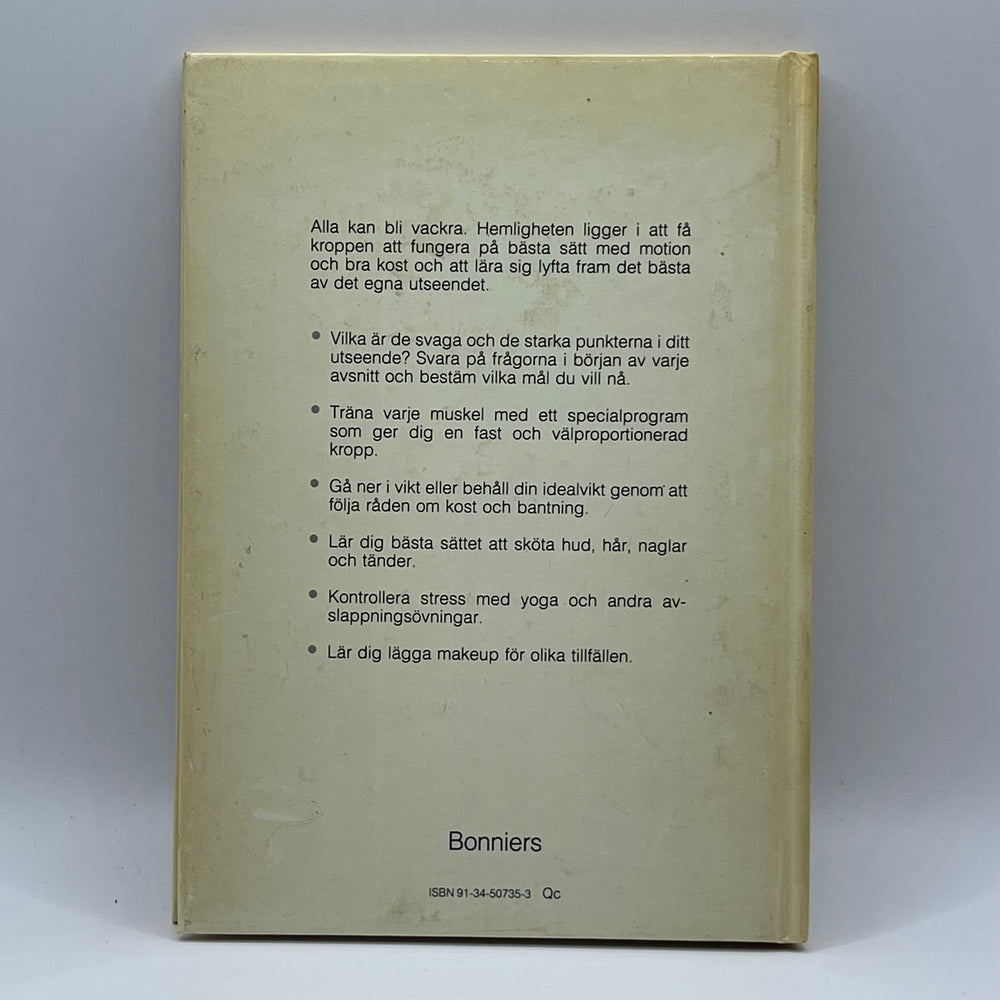 Alla kan bli vackra. Hemligheten ligger i att få
kroppen att fungera på bästa sätt med motion
och bra kost och att lära sig lyfta fram det bästa
av det egna utseendet.
• Vilka är de svaga och de starka punkterna i ditt
utseende? Svara på frågorna i början av varje
avsnitt och bestäm vilka mål du vill nå.
• Träna varje muskel med ett specialprogram
som ger dig en fast och välproportionerad
kropp.
• Gå ner i vikt eller behåll din idealvikt genom att
följa råden om kost och bantning.
• Lär dig bästa sättet att sköta hud, hår, naglar
och tänder.
• Kontrollera stress med yoga och andra av-
slappningsövningar.
• Lär dig lägga makeup för olika tillfällen.
Bonniers
ISBN 91-34-50735-3 Qc